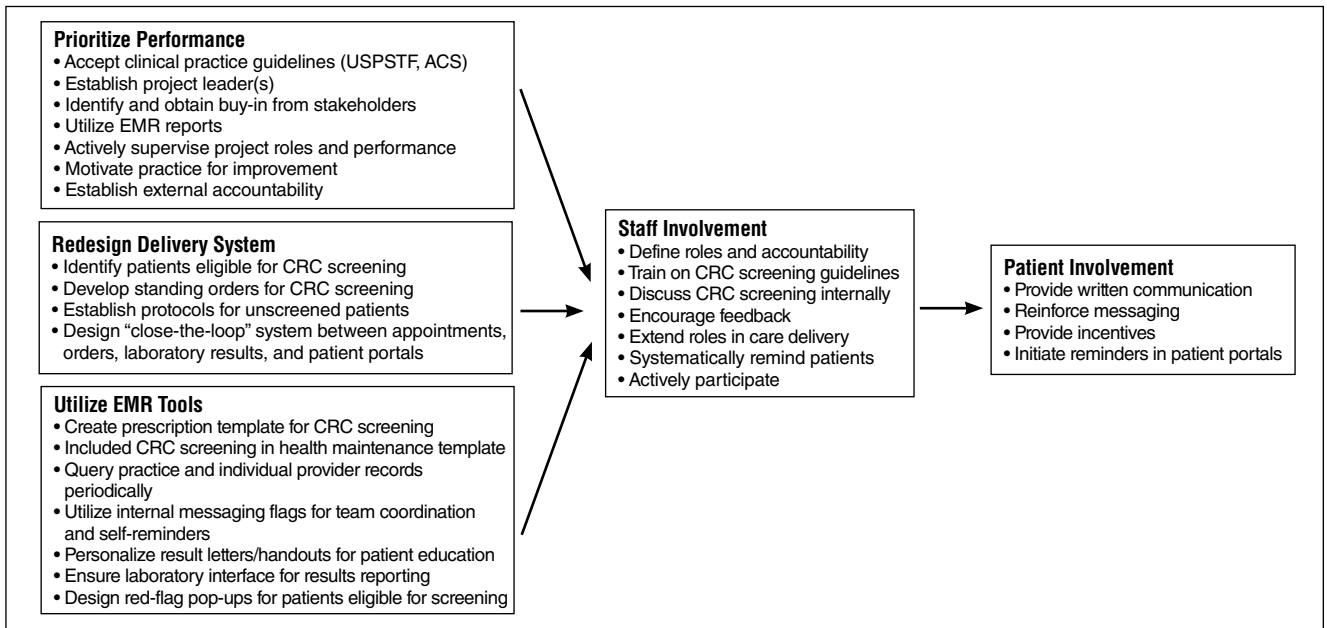 Prioritize Performance
• Accept clinical practice guidelines (USPSTF, ACS)
• Establish project leader(s)
• Identify and obtain buy-in from stakeholders
• Utilize EMR reports
• Actively supervise project roles and performance
• Motivate practice for improvement
• Establish external accountability
Redesign Delivery System
• Identify patients eligible for CRC screening
• Develop standing orders for CRC screening
• Establish protocols for unscreened patients
• Design “close-the-loop” system between appointments,
orders, laboratory results, and patient portals
Utilize EMR Tools
• Create prescription template for CRC screening
• Included CRC screening in health maintenance template
• Query practice and individual provider records
periodically
• Utilize internal messaging flags for team coordination
and self-reminders
• Personalize result letters/handouts for patient education
• Ensure laboratory interface for results reporting
• Design red-flag pop-ups for patients eligible for screening
Staff Involvement
• Define roles and accountability
• Train on CRC screening guidelines
• Discuss CRC screening internally
• Encourage feedback
• Extend roles in care delivery
• Systematically remind patients
• Actively participate
Patient Involvement
• Provide written communication
• Reinforce messaging
• Provide incentives
• Initiate reminders in patient portals